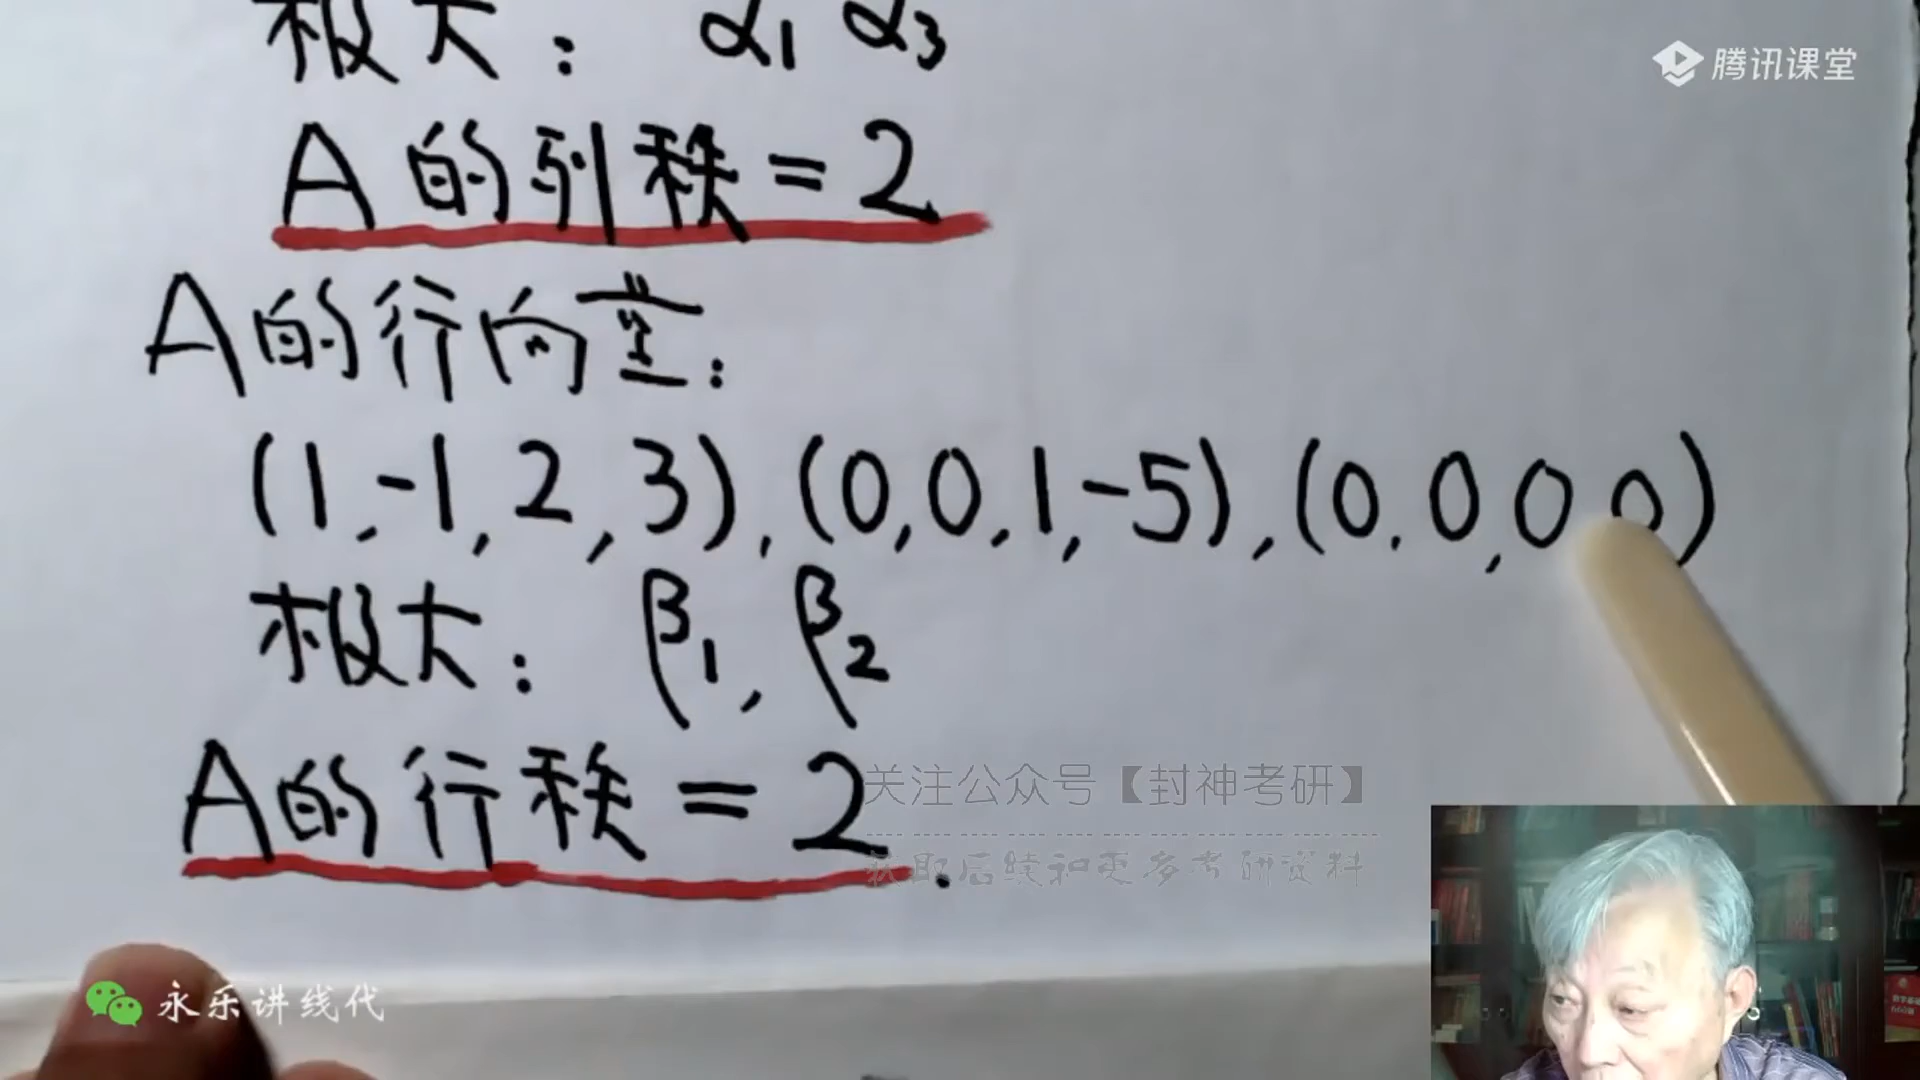 极大： α1 α3
腾讯课堂
A的列秩=2
A的行向量：
(1,-1,2,3),(0,0,1,-5),(0.0,0,0)
极大： β1, β2
A的行秩=2.
关注公众号【封神考研】
获取后续和更多考研资料
永乐讲线代